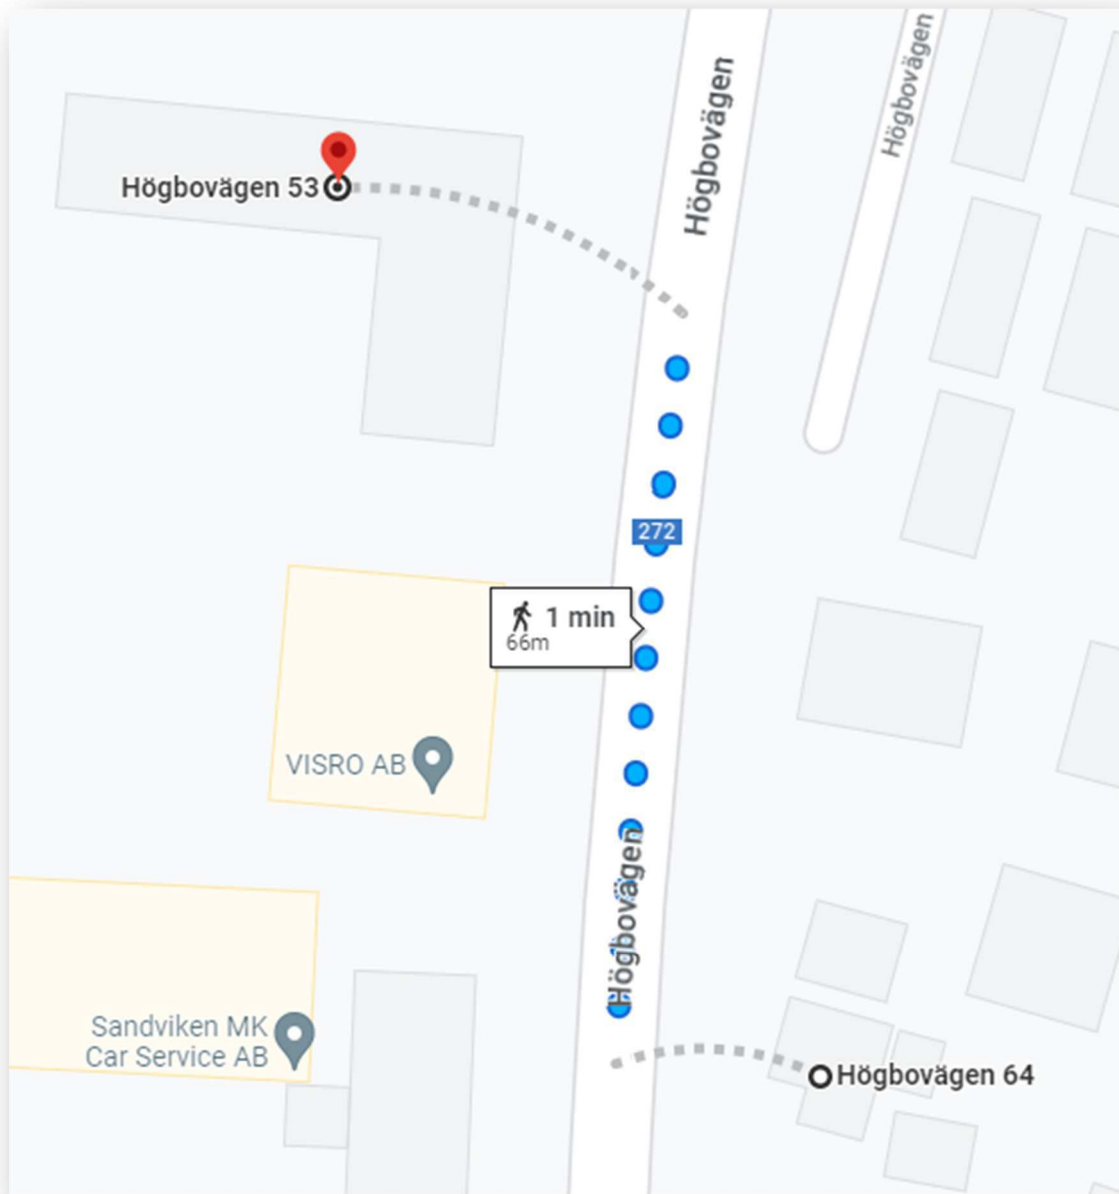 Högbovägen
Högbovägen
Högbovägen 53
272
1 min
66m
VISRO AB
Högbovägen
Sandviken MK
Car Service AB
Högbovägen 64